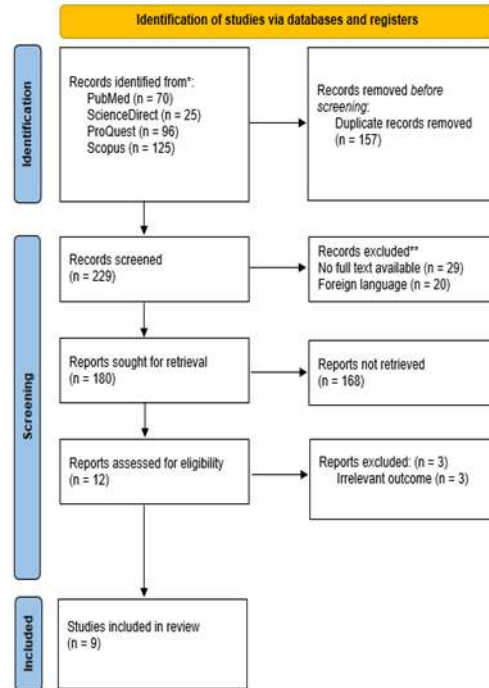 Identification of studies via databases and registers
Identification
Records identified from*:
PubMed (n = 70)
ScienceDirect (n = 25)
ProQuest (n = 96)
Scopus (n = 125)
Records removed before
screening:
Duplicate records removed
(n = 157)
Screening
Records screened
(n = 229)
Records excluded**
No full text available (n = 29)
Foreign language (n = 20)
Reports sought for retrieval
(n = 180)
Reports not retrieved
(n = 168)
Reports assessed for eligibility
(n = 12)
Reports excluded: (n = 3)
Irrelevant outcome (n = 3)
Included
Studies included in review
(n = 9)